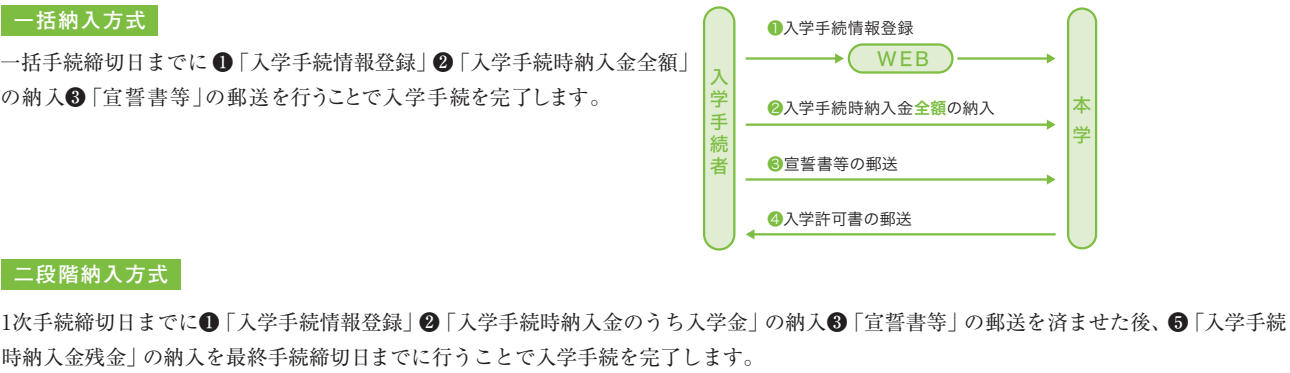 一括納入方式
一括手続締切日までに❶「入学手続情報登録」❷「入学手続時納入金全額」
の納入❸「宣誓書等」の郵送を行うことで入学手続を完了します。
入学手続者
❶入学手続情報登録
WEB
❷入学手続時納入金全額の納入
❸宣誓書等の郵送
❹入学許可書の郵送
本学
二段階納入方式
1次手続締切日までに❶「入学手続情報登録」❷「入学手続時納入金のうち入学金」の納入❸「宣誓書等」の郵送を済ませた後、❺「入学手続
時納入金残金」の納入を最終手続締切日までに行うことで入学手続を完了します。